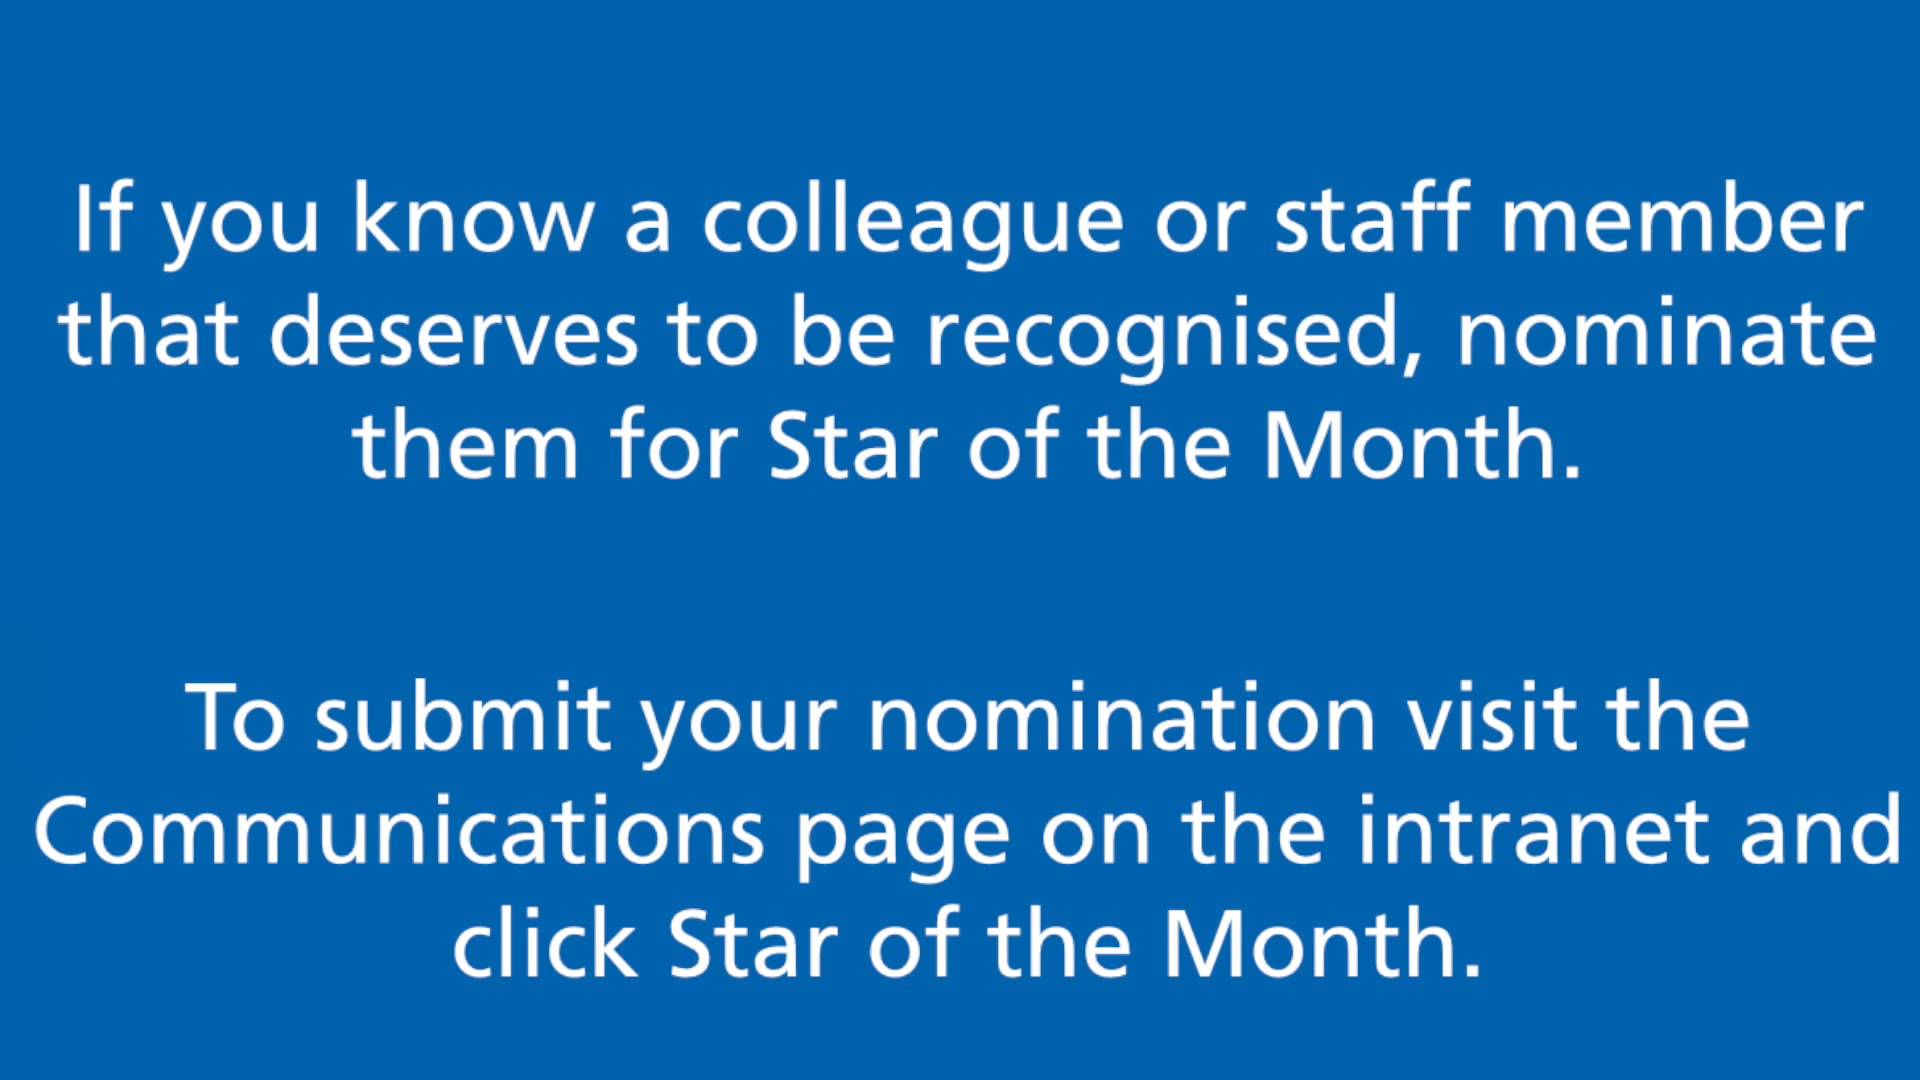 If you know a colleague or staff member
that deserves to be recognised, nominate
them for Star of the Month.
To submit your nomination visit the
Communications page on the intranet and
click Star of the Month.